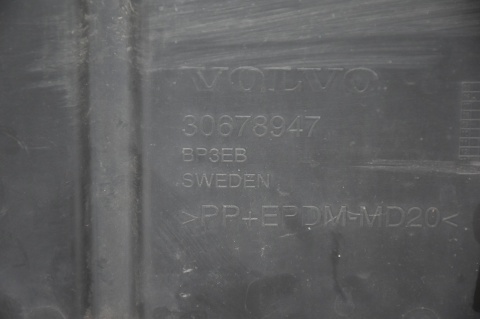 VOLVO
30678947
BP3EB
SWEDEN
>PP+EPDM-MD20<